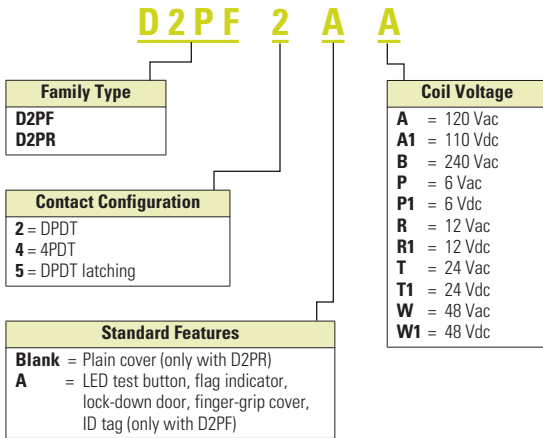 D2PF 2 A A
Family Type
D2PF
D2PR
Contact Configuration
2 = DPDT
4 = 4PDT
5 = DPDT latching
Standard Features
Blank = Plain cover (only with D2PR)
A = LED test button, flag indicator,
lock-down door, finger-grip cover,
ID tag (only with D2PF)
Coil Voltage
A = 120 Vac
A1 = 110 Vdc
B = 240 Vac
P = 6 Vac
P1 = 6 Vdc
R = 12 Vac
R1 = 12 Vdc
T = 24 Vac
T1 = 24 Vdc
W = 48 Vac
W1 = 48 Vdc